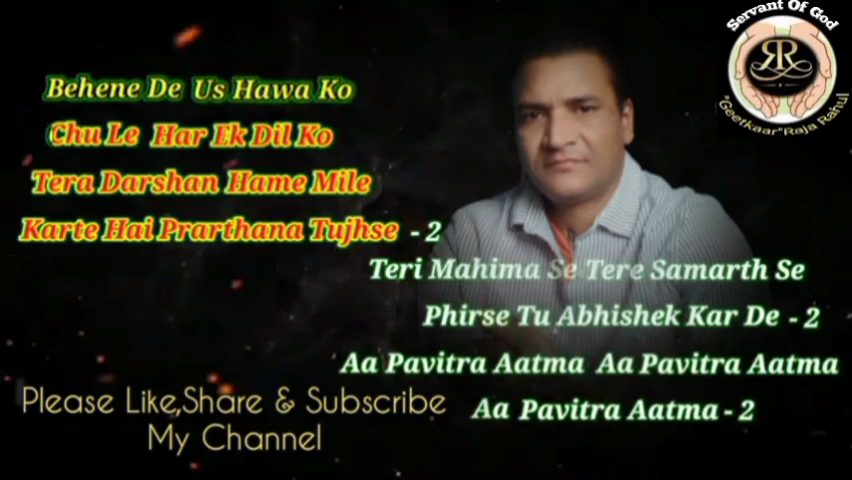 Servant Of God
RR
"Geetkaar" Raja Rahul
Behene De Us Hawa Ko
Chu Le Har Ek Dil Ko
Tera Darshan Hame Mile
Karte Hai Prarthana Tujhse - 2
Teri Mahima Se Tere Samarth Se
Phirse Tu Abhishek Kar De - 2
Aa Pavitra Aatma Aa Pavitra Aatma
Aa Pavitra Aatma - 2
Please Like,Share & Subscribe
My Channel